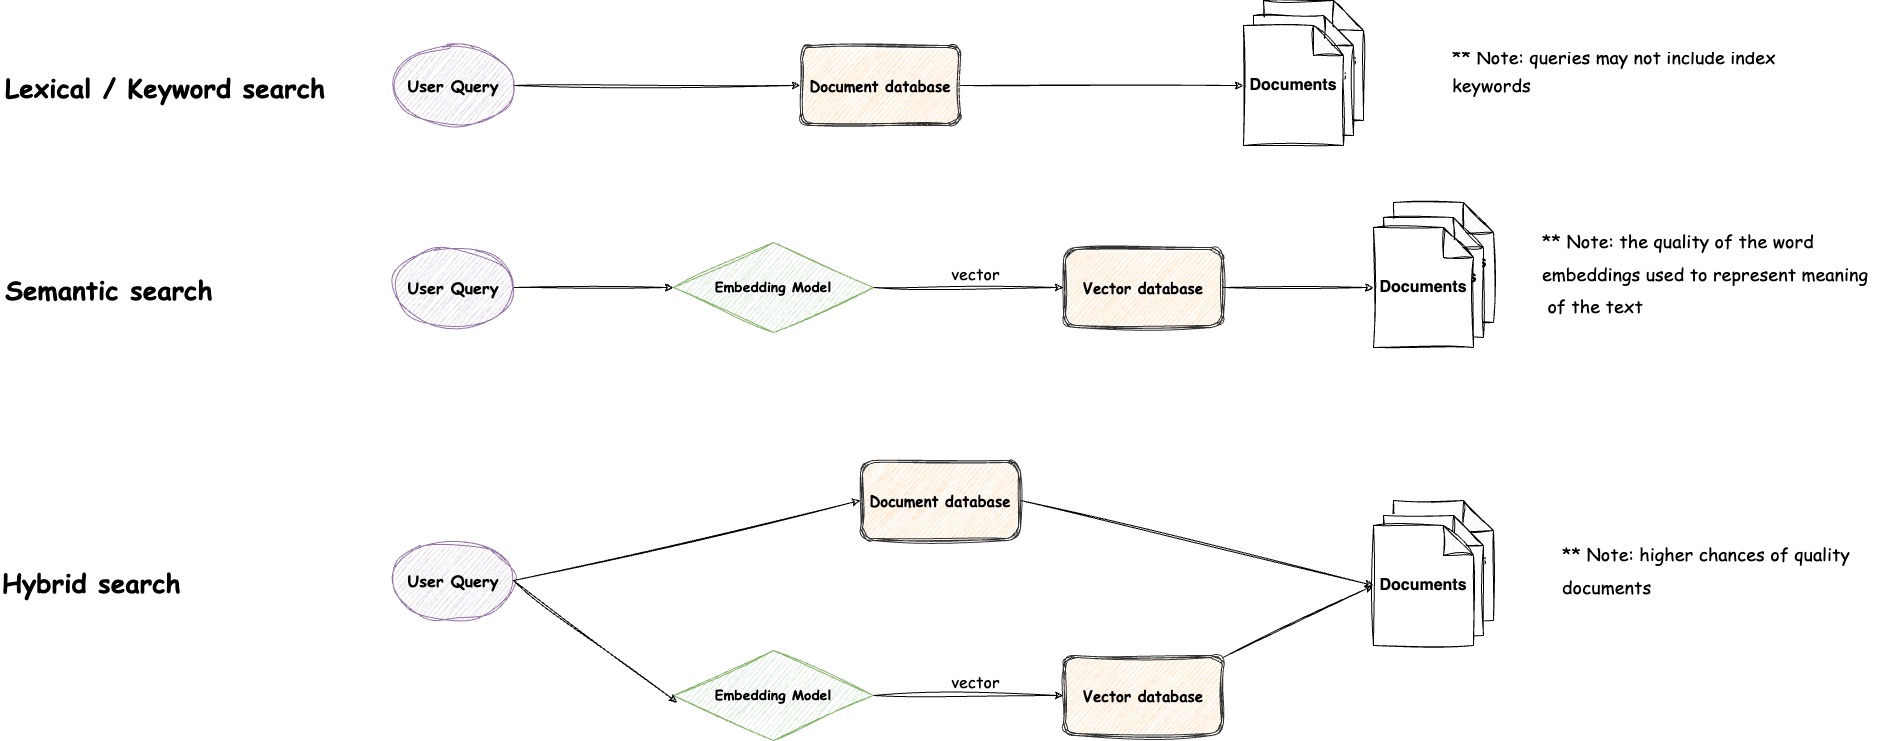 Lexical / Keyword search
User Query
Document database
Documents
** Note: queries may not include index
keywords
Semantic search
User Query
Embedding Model
vector
Vector database
Documents
** Note: the quality of the word
embeddings used to represent meaning
of the text
Hybrid search
User Query
Document database
Embedding Model
vector
Vector database
Documents
** Note: higher chances of quality
documents